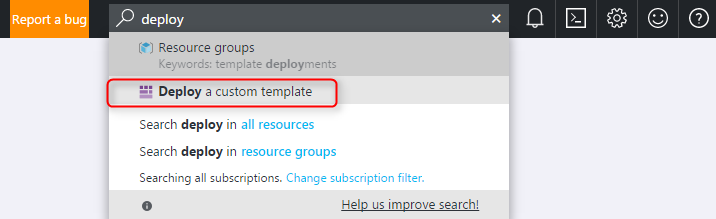 Report a bug
deploy
Resource groups
Keywords: template deployments
Deploy a custom template
Search deploy in all resources
Search deploy in resource groups
Searching all subscriptions. Change subscription filter.
Help us improve search!